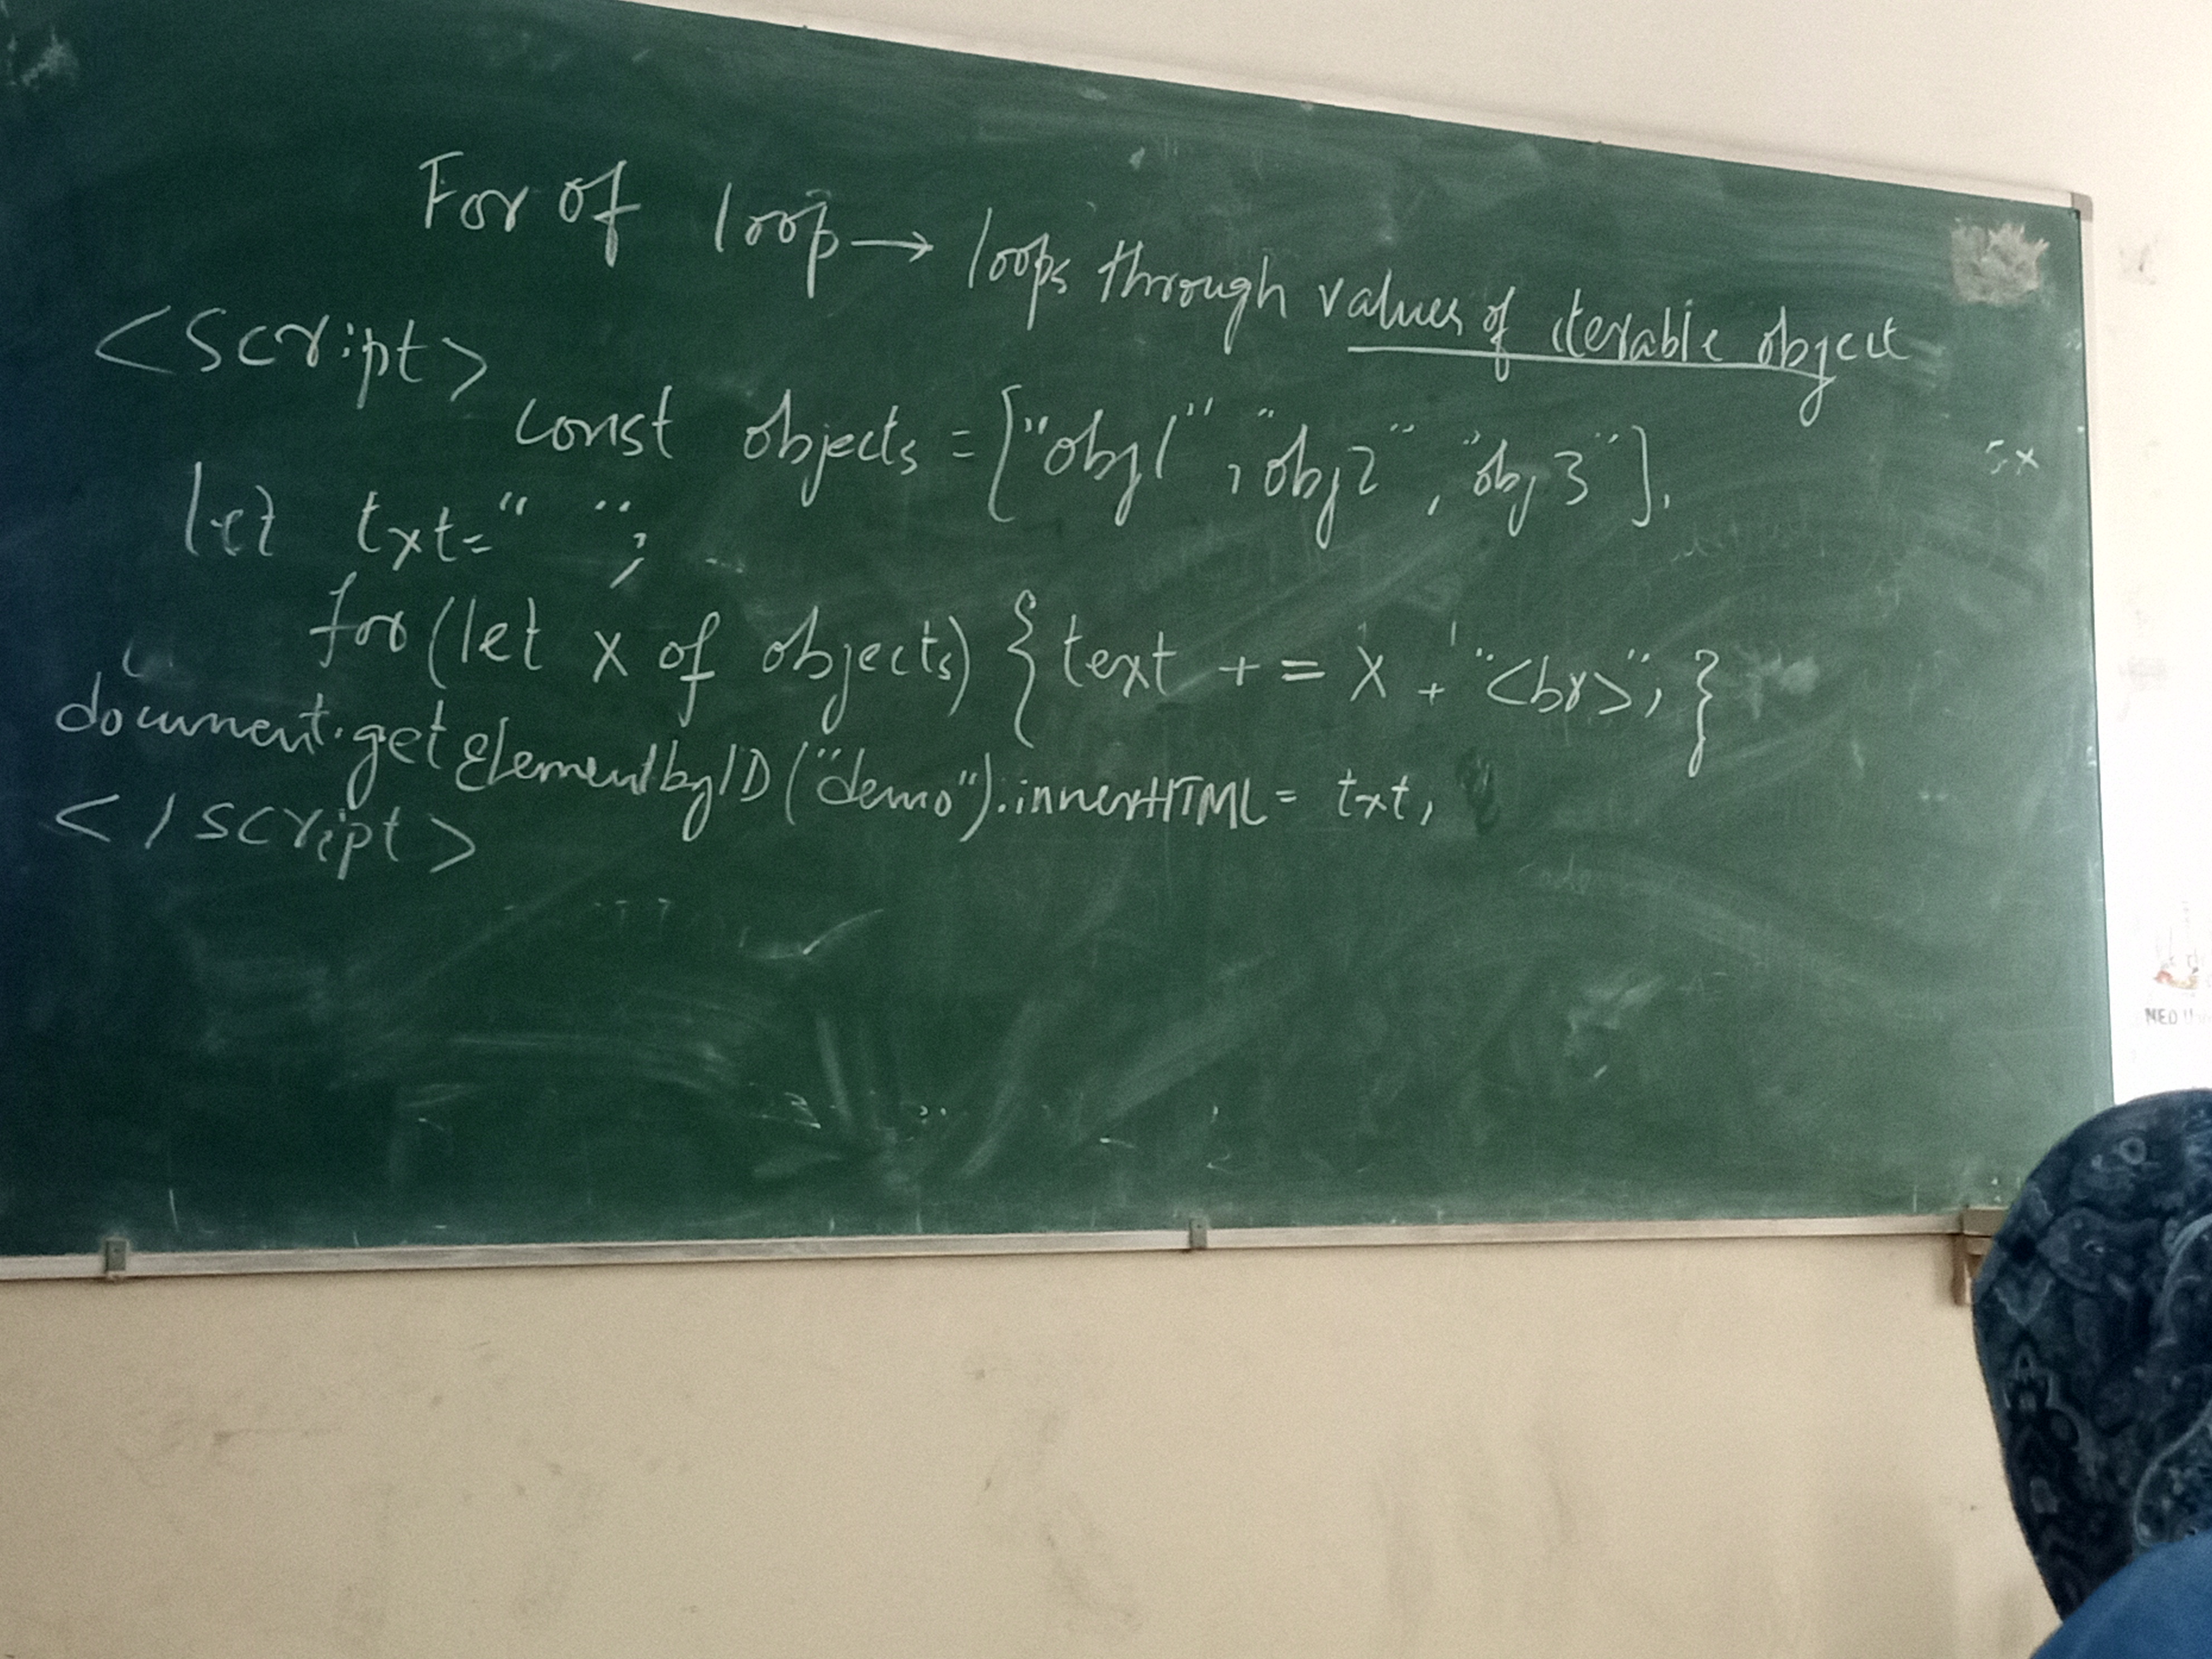 For of loop → loops through values of iterable object
<script>
const objects = ["obj1", "obj2", "obj3"].
let txt = " ";
for (let x of objects) { text += x + "<br>"; }
document.getElementbyID("demo").innerHTML = txt,
</script>